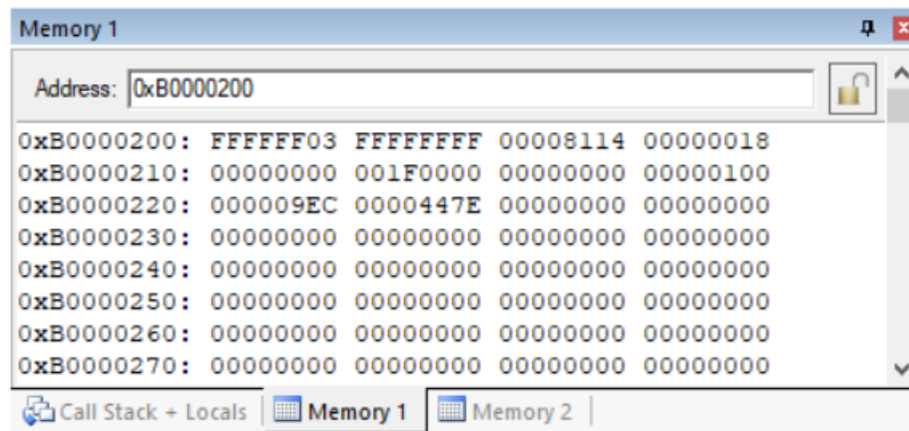 Memory 1
Address: 0xB0000200
0xB0000200: FFFFFF03 FFFFFFFF 00008114 00000018
0xB0000210: 00000000 001F0000 00000000 00000100
0xB0000220: 000009EC 0000447E 00000000 00000000
0xB0000230: 00000000 00000000 00000000 00000000
0xB0000240: 00000000 00000000 00000000 00000000
0xB0000250: 00000000 00000000 00000000 00000000
0xB0000260: 00000000 00000000 00000000 00000000
0xB0000270: 00000000 00000000 00000000 00000000
Call Stack + Locals Memory 1 Memory 2